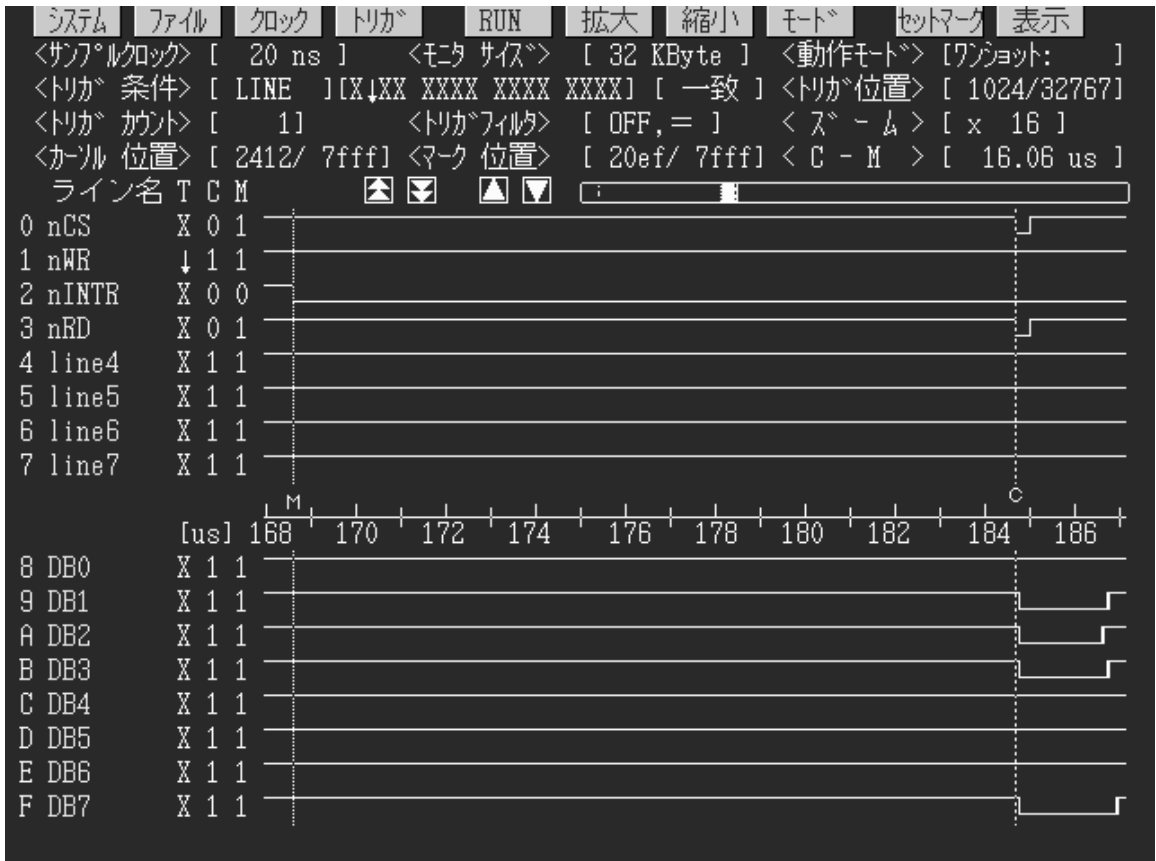 システム ファイル クロック トリガ RUN 拡大 縮小 モード セットマーク 表示
<サンプルクロック> [ 20 ns ] <モニタ サイズ> [ 32 KByte ] <動作モード> [ワンショット: ]
<トリガ 条件> [ LINE ][X↓XX XXXX XXXX XXXX] [ 一致 ] <トリガ位置> [ 1024/32767]
<トリガ カウント> [ 1] <トリガフィルタ> [ OFF,= ] < ズ ー ム > [ x 16 ]
<カーソル 位置> [ 2412/ 7fff] <マーク 位置> [ 20ef/ 7fff] < C - M > [ 16.06 us ]
ライン名 T C M
0 nCS X 0 1
1 nWR ↓ 1 1
2 nINTR X 0 0
3 nRD X 0 1
4 line4 X 1 1
5 line5 X 1 1
6 line6 X 1 1
7 line7 X 1 1
M C
[us] 168 170 172 174 176 178 180 182 184 186
8 DB0 X 1 1
9 DB1 X 1 1
A DB2 X 1 1
B DB3 X 1 1
C DB4 X 1 1
D DB5 X 1 1
E DB6 X 1 1
F DB7 X 1 1